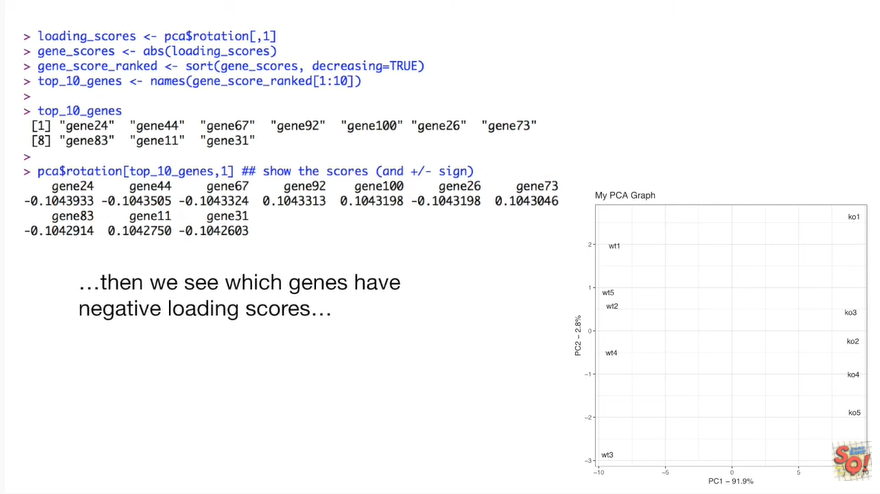 > loading_scores <- pca$rotation[,1]
> gene_scores <- abs(loading_scores)
> gene_score_ranked <- sort(gene_scores, decreasing=TRUE)
> top_10_genes <- names(gene_score_ranked[1:10])
>
> top_10_genes
[1] "gene24" "gene44" "gene67" "gene92" "gene100" "gene26" "gene73"
[8] "gene83" "gene11" "gene31"
>
> pca$rotation[top_10_genes,1] ## show the scores (and +/- sign)
gene24 gene44 gene67 gene92 gene100 gene26 gene73
-0.1043933 -0.1043505 -0.1043324 0.1043313 0.1043198 -0.1043198 0.1043046
gene83 gene11 gene31
-0.1042914 0.1042750 -0.1042603
…then we see which genes have
negative loading scores…
My PCA Graph
ko1
2
wt1
1
wt5
wt2
ko3
0
ko2
wt4
−1
ko4
−2
ko5
wt3
−3
PC2 − 2.8%
−10 −5 0 5
PC1 − 91.9%
SQ!